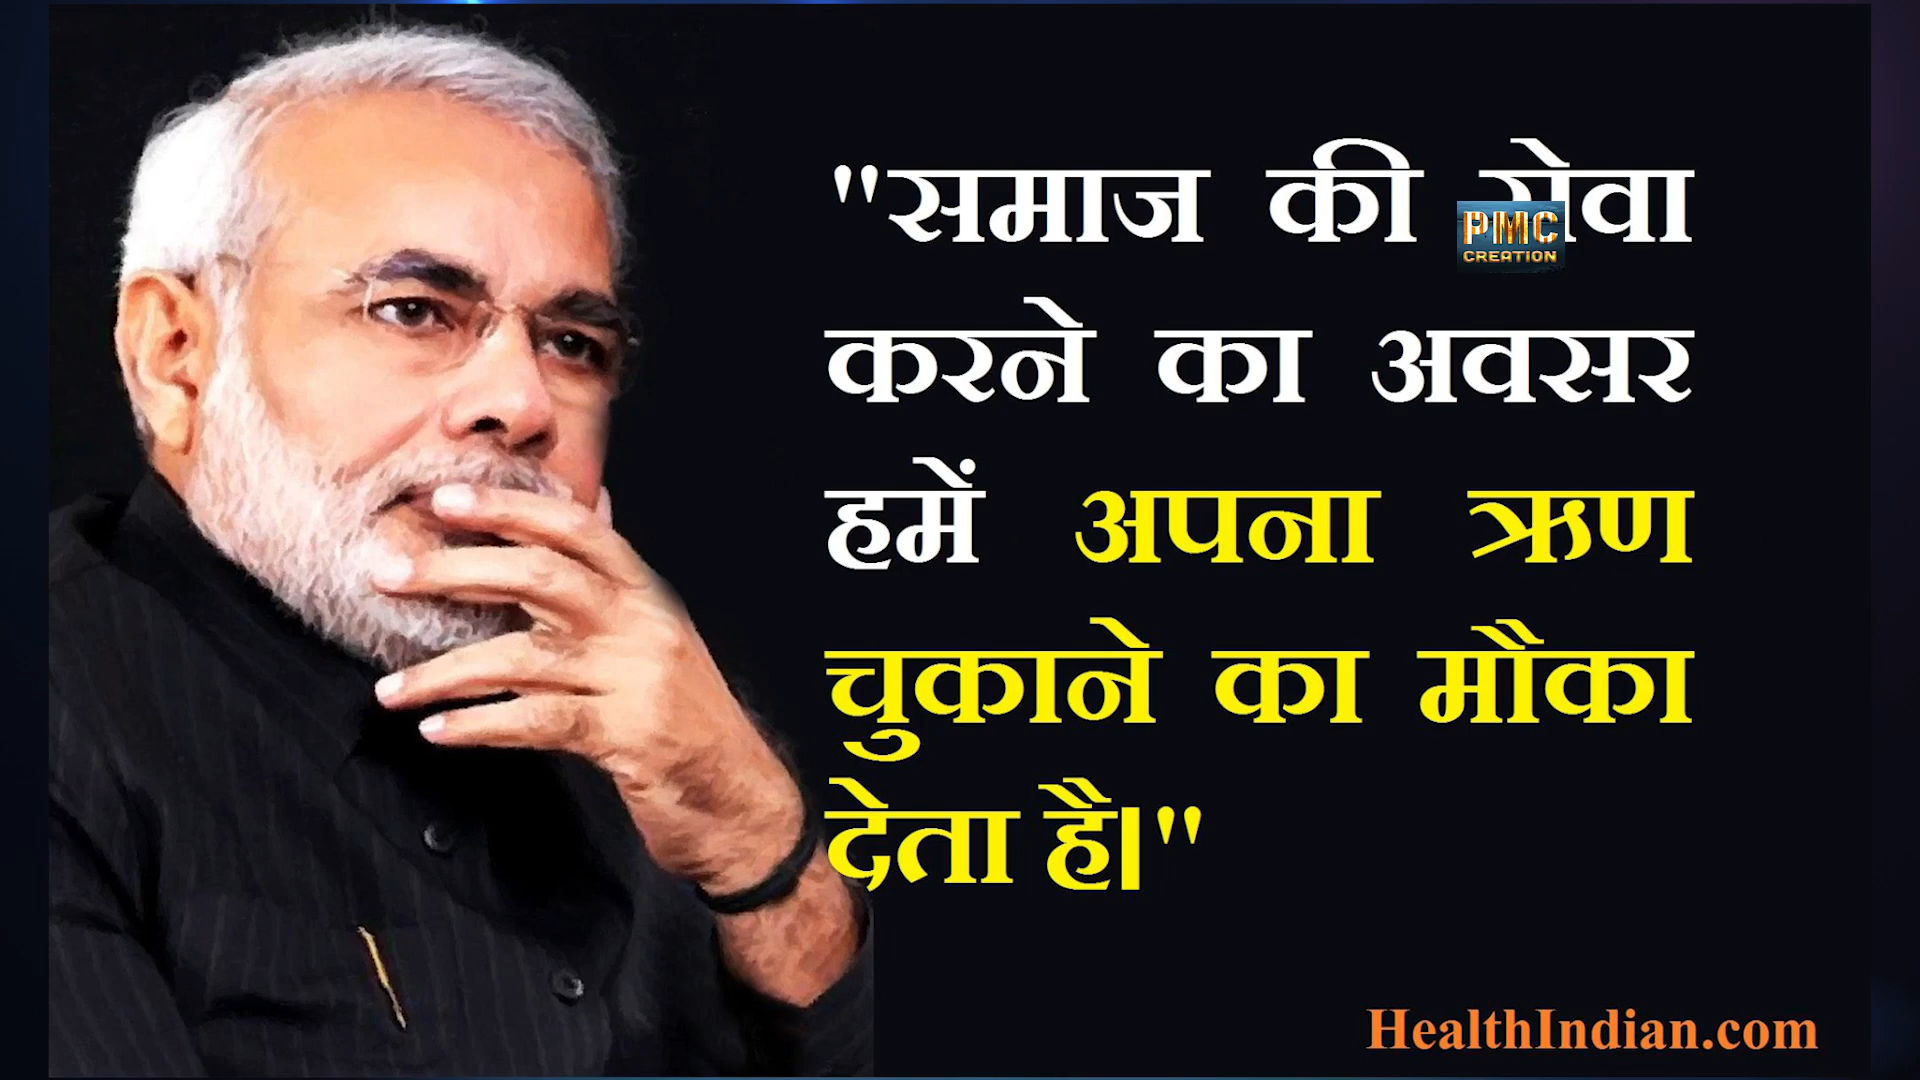 "समाज की सेवा
PMC
CREATION
करने का अवसर
हमें अपना ऋण
चुकाने का मौका
देता है।"
HealthIndian.com